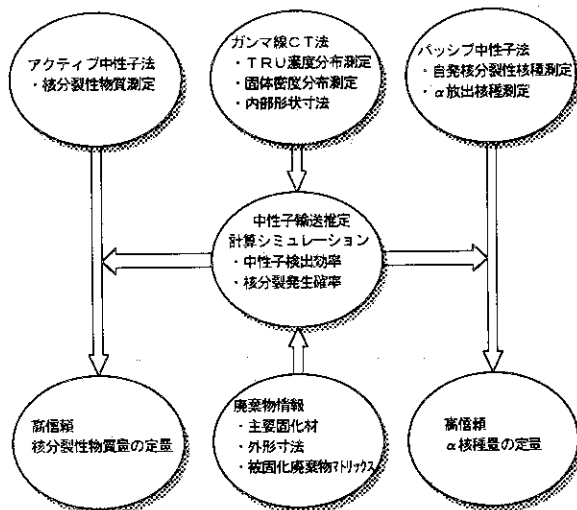 アクティブ中性子法
・核分裂性物質測定
ガンマ線CT法
・TRU濃度分布測定
・固体密度分布測定
・内部形状寸法
パッシブ中性子法
・自発核分裂性核種測定
・α放出核種測定
中性子輸送推定
計算シミュレーション
・中性子検出効率
・核分裂発生確率
高信頼
核分裂性物質量の定量
廃棄物情報
・主要固化材
・外形寸法
・被固化廃棄物マトリックス
高信頼
α核種量の定量